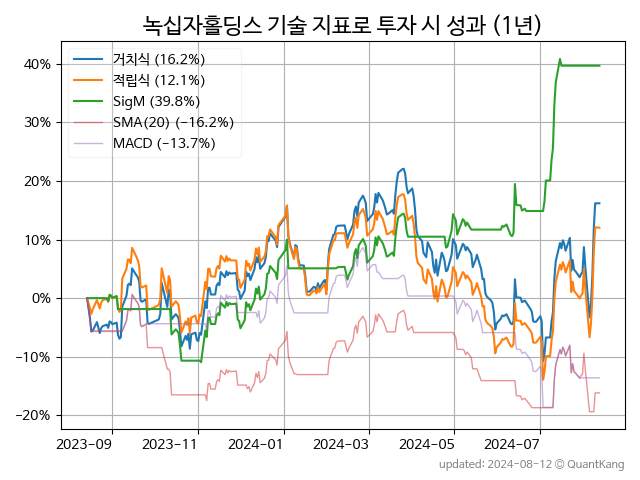 녹십자홀딩스 기술 지표로 투자 시 성과 (1년)
거치식 (16.2%)
적립식 (12.1%)
SigM (39.8%)
SMA(20) (−16.2%)
MACD (−13.7%)
40%
30%
20%
10%
0%
−10%
−20%
2023-09
2023-11
2024-01
2024-03
2024-05
2024-07
updated: 2024-08-12 © QuantKang